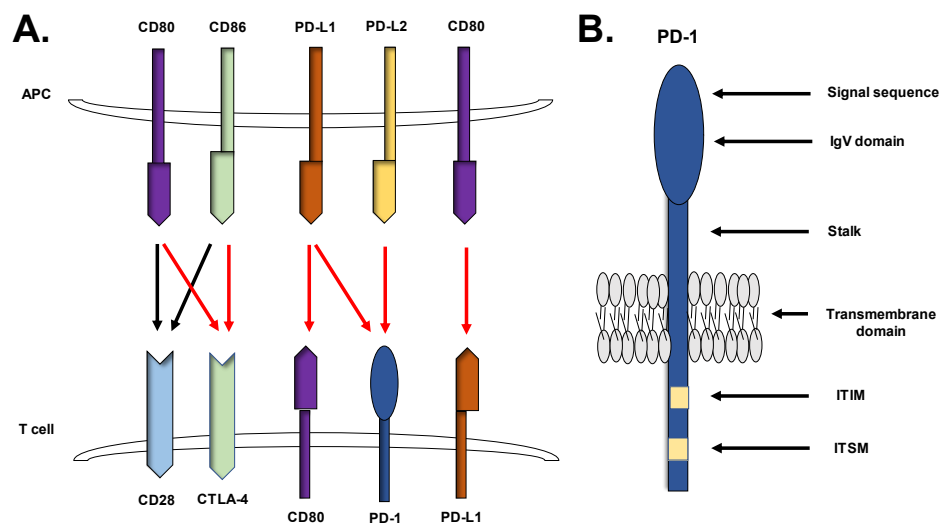 A.
CD80 CD86 PD-L1 PD-L2 CD80
APC
T cell
CD28 CTLA-4 CD80 PD-1 PD-L1
B.
PD-1
Signal sequence
IgV domain
Stalk
Transmembrane
domain
ITIM
ITSM